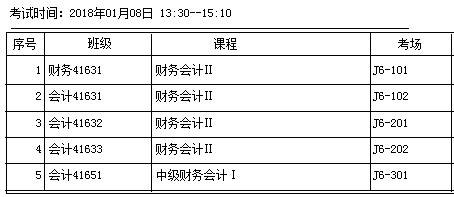 考试时间：2018年01月08日 13:30--15:10
序号 班级 课程 考场
1 财务41631 财务会计II J6-101
2 会计41631 财务会计II J6-102
3 会计41632 财务会计II J6-201
4 会计41633 财务会计II J6-202
5 会计41651 中级财务会计I J6-301